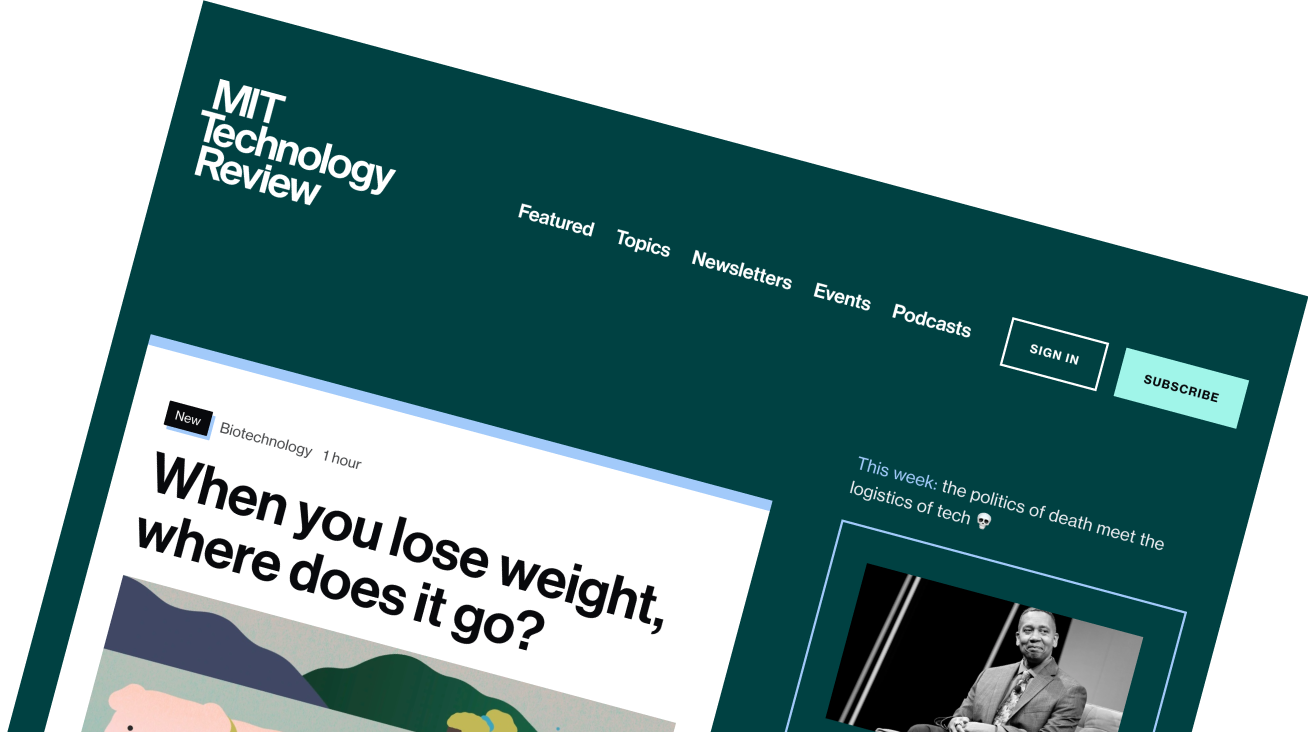 MIT
Technology
Review
Featured Topics Newsletters Events Podcasts
SIGN IN
SUBSCRIBE
New Biotechnology 1 hour
When you lose weight,
where does it go?
This week: the politics of death meet the
logistics of tech 💀